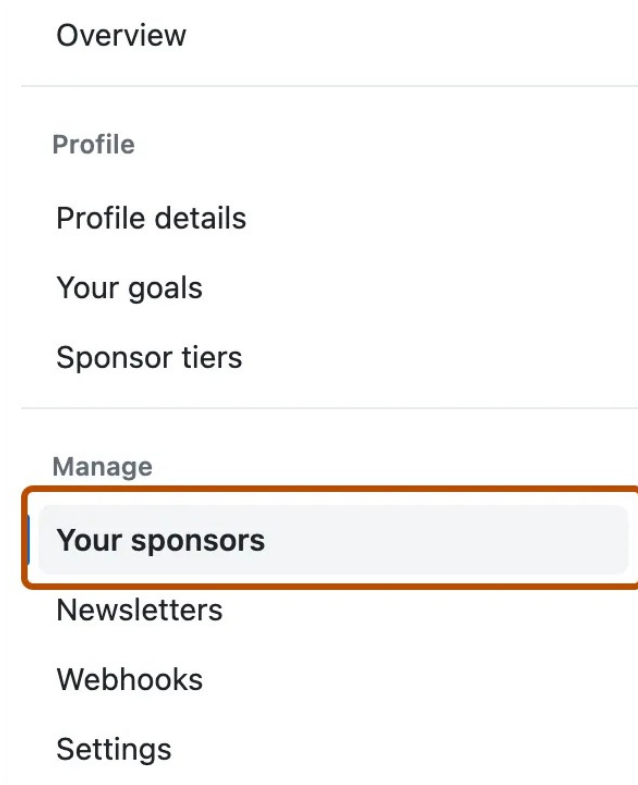 Overview
Profile
Profile details
Your goals
Sponsor tiers
Manage
Your sponsors
Newsletters
Webhooks
Settings